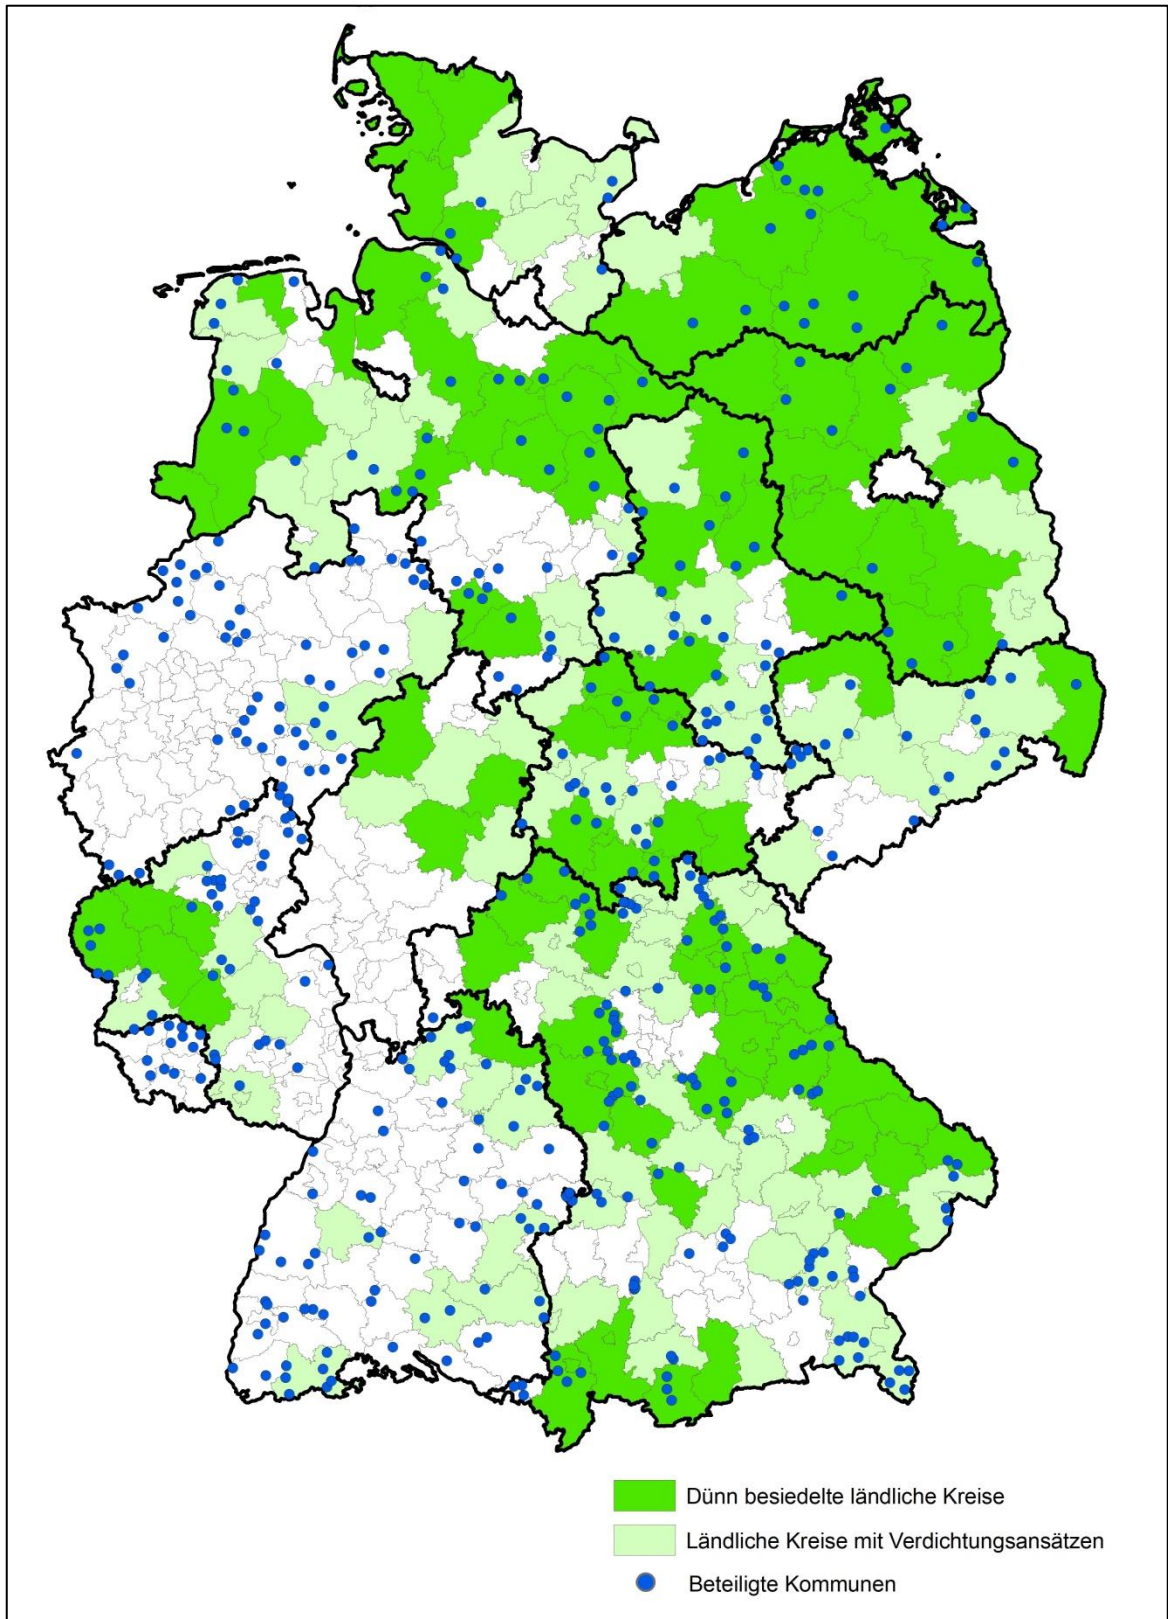 Dünn besiedelte ländliche Kreise
Ländliche Kreise mit Verdichtungsansätzen
Beteiligte Kommunen